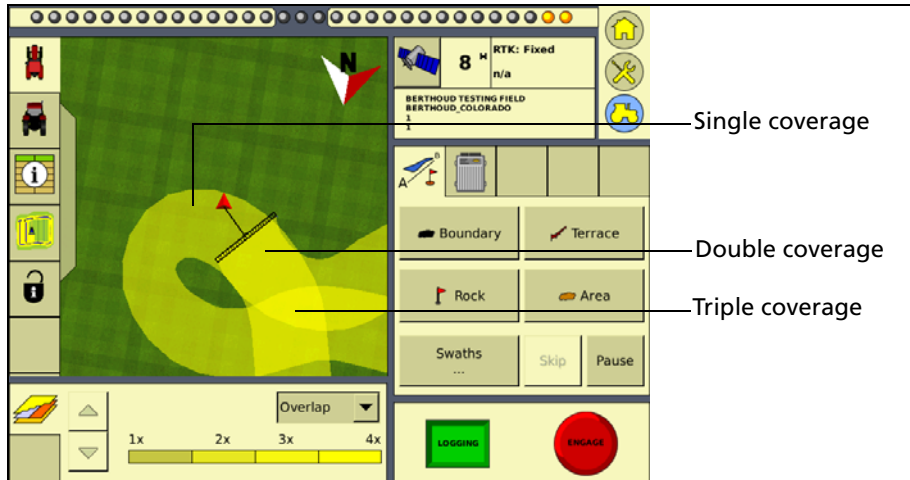 N
8 H
RTK: Fixed
n/a
BERTHOUD TESTING FIELD
BERTHOUD_COLORADO
1
1
A B
Boundary
Terrace
Rock
Area
Swaths
...
Skip
Pause
Overlap
1x 2x 3x 4x
LOGGING
ENGAGE
Single coverage
Double coverage
Triple coverage